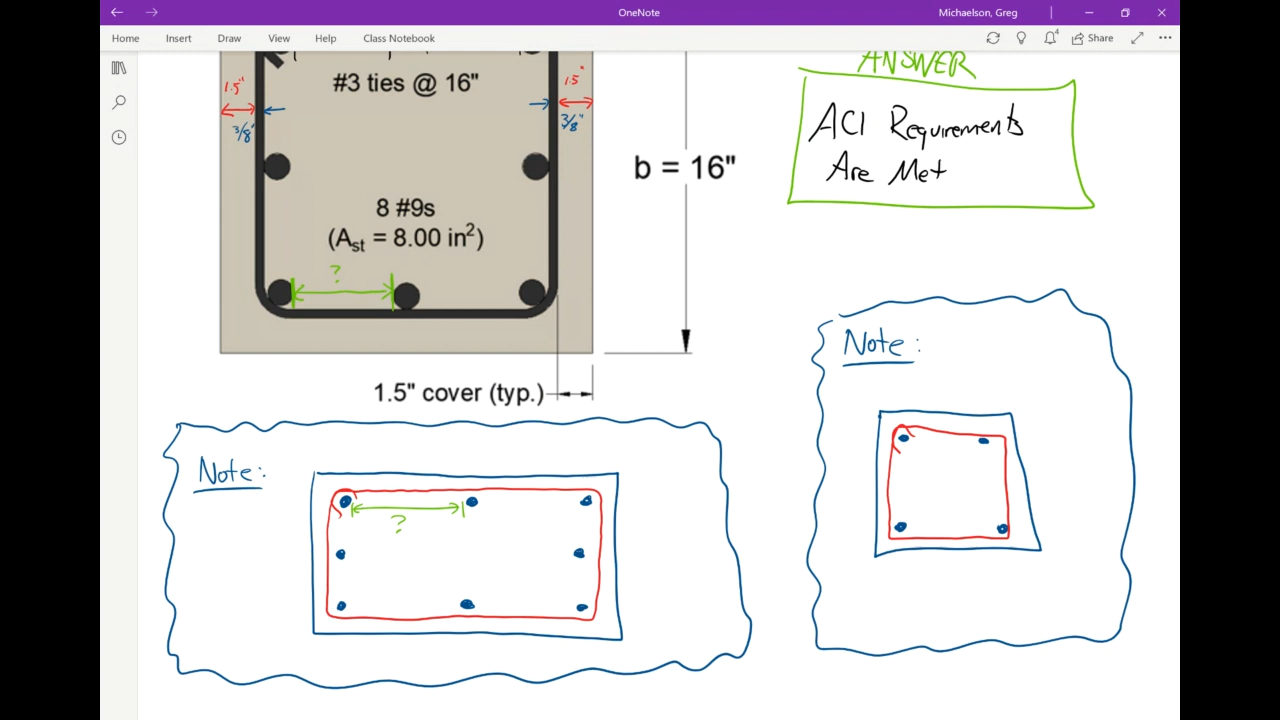 OneNote
Michaelson, Greg
Home Insert Draw View Help Class Notebook
4 Share
ANSWER
#3 ties @ 16"
1.5"
1.5"
3/8"
3/8"
ACI Requirements
Are Met
b = 16"
8 #9s
(Ast = 8.00 in²)
?
Note:
1.5" cover (typ.)
Note:
?